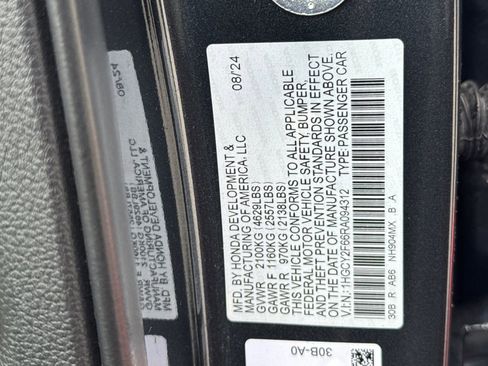 MFD. BY HONDA DEVELOPMENT & 08/24
MANUFACTURING OF AMERICA, LLC
GVWR 2100KG (4629LBS)
GAWR F 1160KG (2557LBS)
GAWR R 970KG (2138LBS)
THIS VEHICLE CONFORMS TO ALL APPLICABLE
FEDERAL MOTOR VEHICLE SAFETY, BUMPER,
THEFT PREVENTION STANDARDS IN EFFECT
ON THE DATE OF MANUFACTURE SHOWN ABOVE.
V.I.N.:1HGCY2F66RA094312 TYPE:PASSENGER CAR
30B R AB6 NH904MX B A
30B-A0